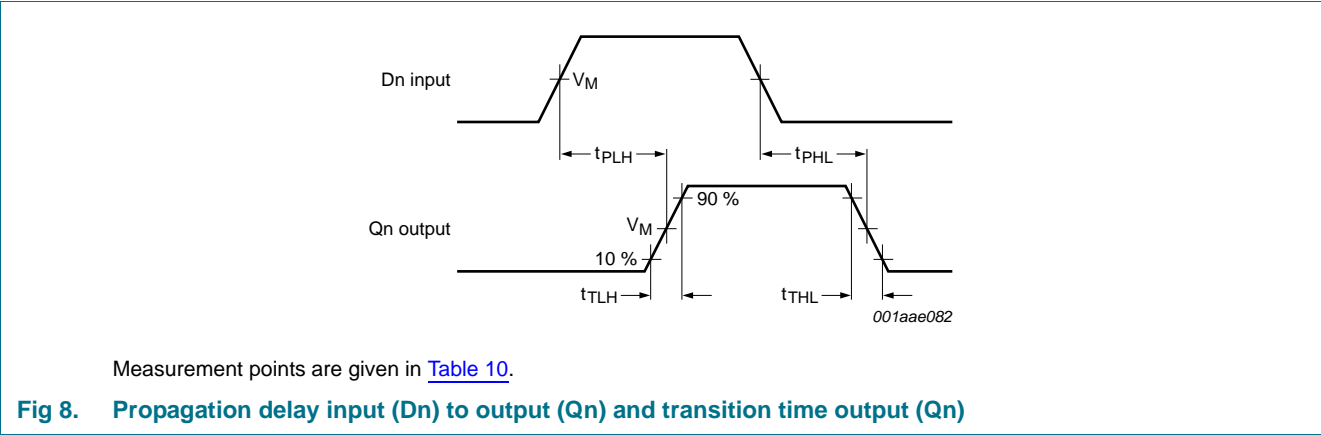 Dn input
VM
tPLH
tPHL
90 %
Qn output
VM
10 %
tTLH
tTHL
001aae082
Measurement points are given in Table 10.
Fig 8. Propagation delay input (Dn) to output (Qn) and transition time output (Qn)